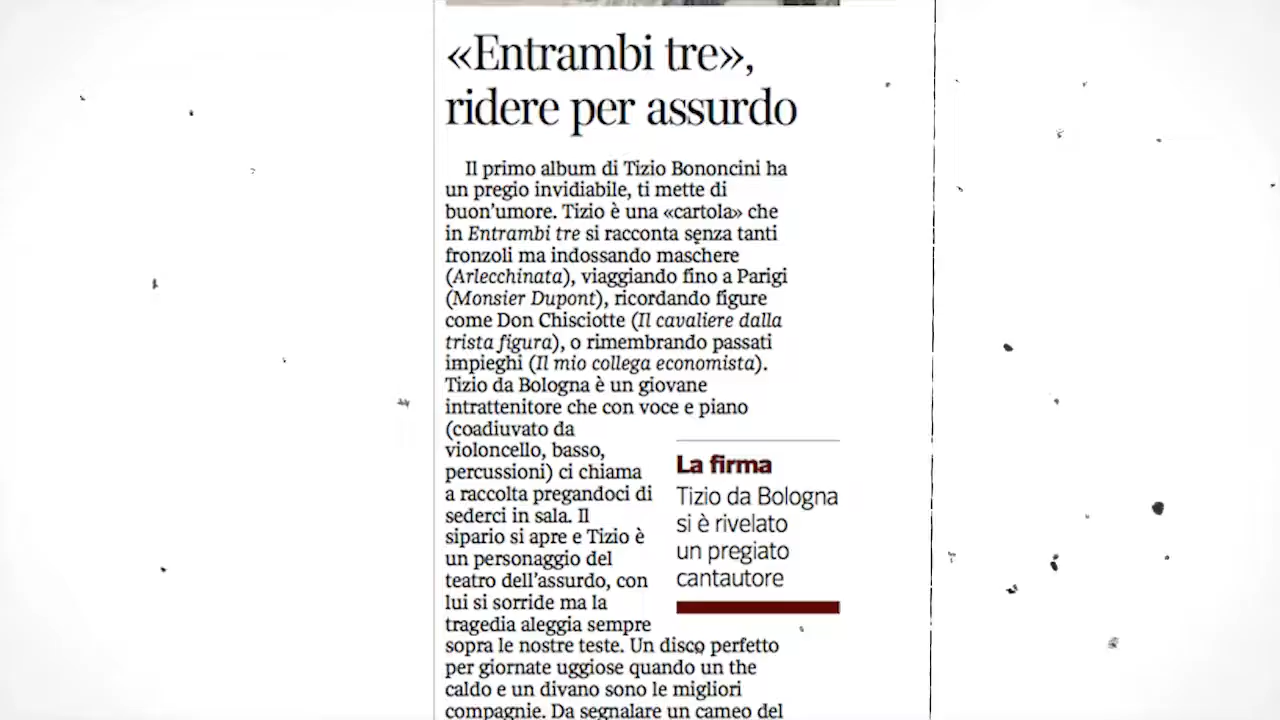 «Entrambi tre»,
ridere per assurdo
Il primo album di Tizio Bononcini ha
un pregio invidiabile, ti mette di
buon'umore. Tizio è una «cartola» che
in Entrambi tre si racconta senza tanti
fronzoli ma indossando maschere
(Arlecchinata), viaggiando fino a Parigi
(Monsier Dupont), ricordando figure
come Don Chisciotte (Il cavaliere dalla
trista figura), o rimembrando passati
impieghi (Il mio collega economista).
Tizio da Bologna è un giovane
intrattenitore che con voce e piano
(coadiuvato da
violoncello, basso,
percussioni) ci chiama
a raccolta pregandoci di
sederci in sala. Il
sipario si apre e Tizio è
un personaggio del
teatro dell'assurdo, con
lui si sorride ma la
tragedia aleggia sempre
sopra le nostre teste. Un disco perfetto
per giornate uggiose quando un the
caldo e un divano sono le migliori
compagnie. Da segnalare un cameo del
La firma
Tizio da Bologna
si è rivelato
un pregiato
cantautore